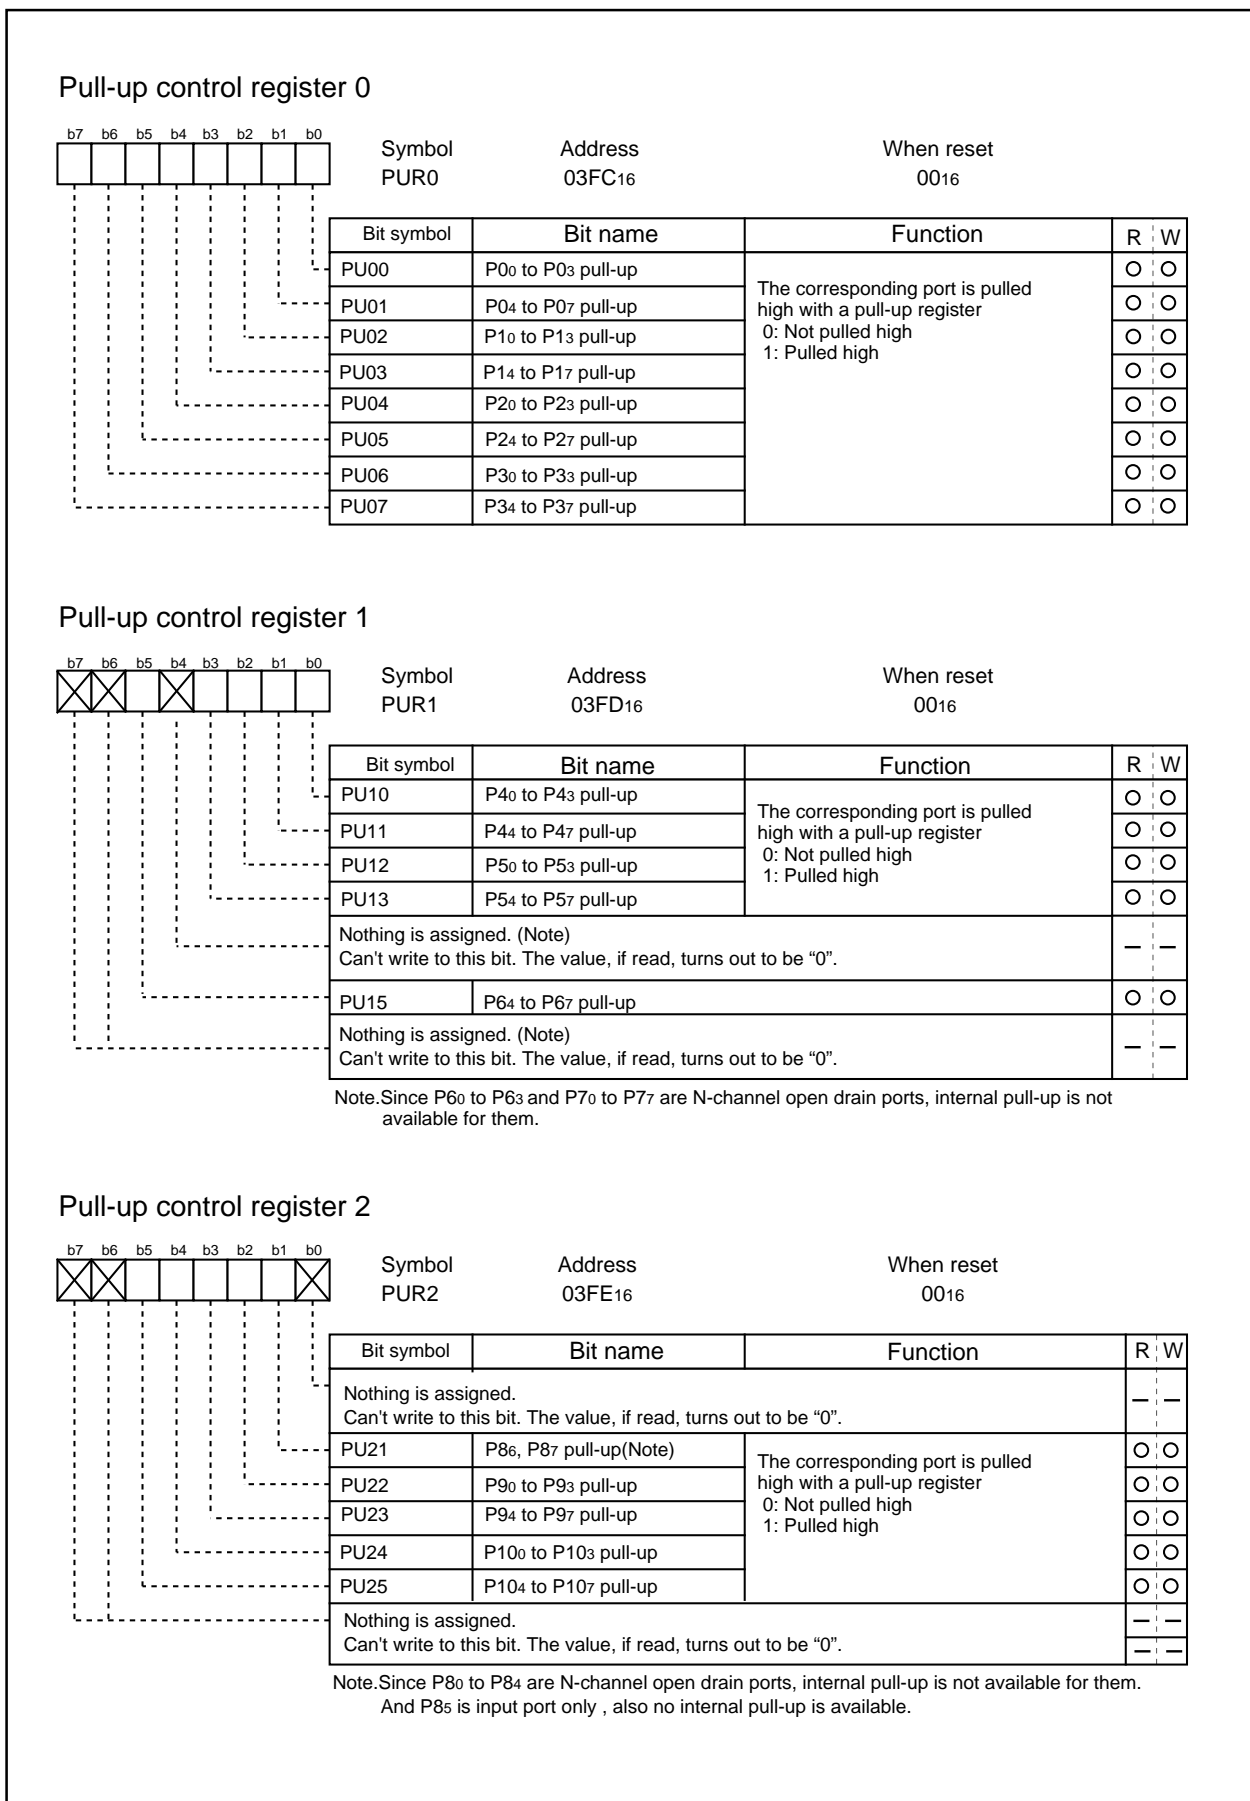 Pull-up control register 0
b7 b6 b5 b4 b3 b2 b1 b0
Symbol Address When reset
PUR0 03FC16 0016
Bit symbol Bit name Function R W
PU00 P00 to P03 pull-up
The corresponding port is pulled
PU01 P04 to P07 pull-up high with a pull-up register
PU02 P10 to P13 pull-up 0: Not pulled high
1: Pulled high
PU03 P14 to P17 pull-up
PU04 P20 to P23 pull-up
PU05 P24 to P27 pull-up
PU06 P30 to P33 pull-up
PU07 P34 to P37 pull-up
Pull-up control register 1
b7 b6 b5 b4 b3 b2 b1 b0
Symbol Address When reset
PUR1 03FD16 0016
Bit symbol Bit name Function R W
PU10 P40 to P43 pull-up
The corresponding port is pulled
PU11 P44 to P47 pull-up high with a pull-up register
0: Not pulled high
PU12 P50 to P53 pull-up
1: Pulled high
PU13 P54 to P57 pull-up
Nothing is assigned. (Note)
Can't write to this bit. The value, if read, turns out to be “0”.
PU15 P64 to P67 pull-up
Nothing is assigned. (Note)
Can't write to this bit. The value, if read, turns out to be “0”.
Note.Since P60 to P63 and P70 to P77 are N-channel open drain ports, internal pull-up is not
available for them.
Pull-up control register 2
b7 b6 b5 b4 b3 b2 b1 b0
Symbol Address When reset
PUR2 03FE16 0016
Bit symbol Bit name Function R W
Nothing is assigned.
Can't write to this bit. The value, if read, turns out to be “0”.
PU21 P86, P87 pull-up(Note)
The corresponding port is pulled
PU22 P90 to P93 pull-up high with a pull-up register
0: Not pulled high
PU23 P94 to P97 pull-up
1: Pulled high
PU24 P100 to P103 pull-up
PU25 P104 to P107 pull-up
Nothing is assigned.
Can't write to this bit. The value, if read, turns out to be “0”.
Note.Since P80 to P84 are N-channel open drain ports, internal pull-up is not available for them.
And P85 is input port only , also no internal pull-up is available.